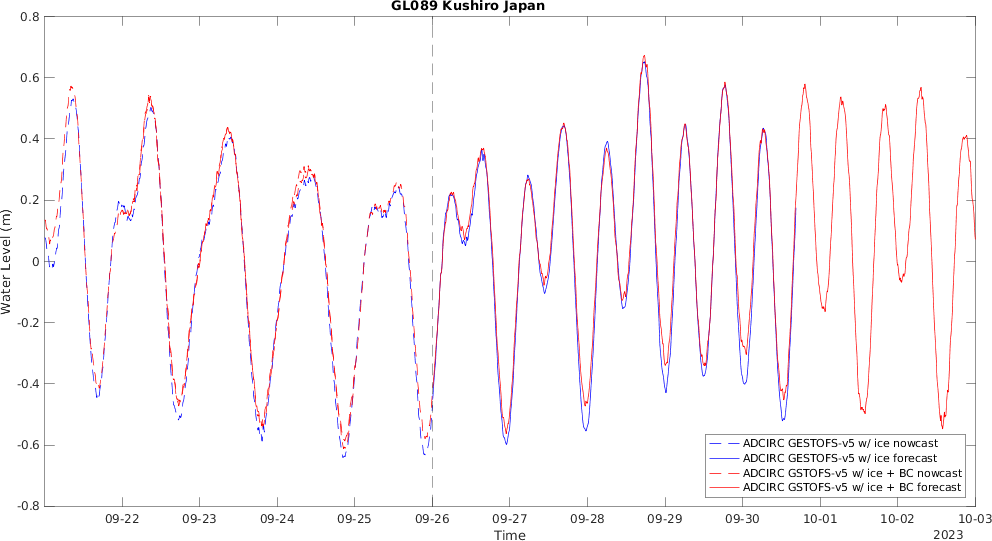 GL089 Kushiro Japan
0.8
0.6
0.4
0.2
0
-0.2
-0.4
-0.6
-0.8
Water Level (m)
ADCIRC GESTOFS-v5 w/ ice nowcast
ADCIRC GESTOFS-v5 w/ ice forecast
ADCIRC GSTOFS-v5 w/ ice + BC nowcast
ADCIRC GSTOFS-v5 w/ ice + BC forecast
09-22 09-23 09-24 09-25 09-26 09-27 09-28 09-29 09-30 10-01 10-02 10-03
Time
2023